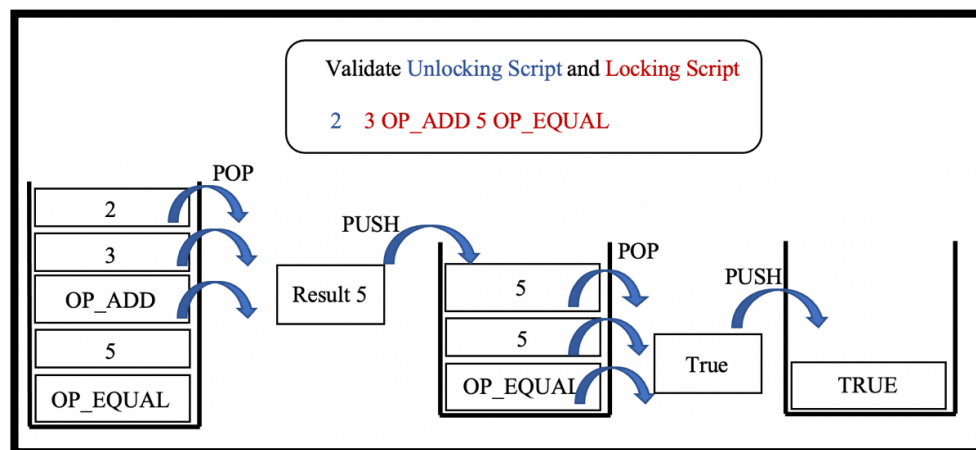 Validate Unlocking Script and Locking Script
2 3 OP_ADD 5 OP_EQUAL
POP
2
3
OP_ADD
5
OP_EQUAL
Result 5
PUSH
5
5
OP_EQUAL
POP
True
PUSH
TRUE